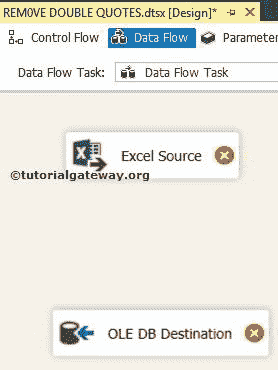 REM0VE DOUBLE QUOTES.dtsx [Design]*
Control Flow Data Flow Parameter
Data Flow Task: Data Flow Task
Excel Source
©tutorialgateway.org
OLE DB Destination